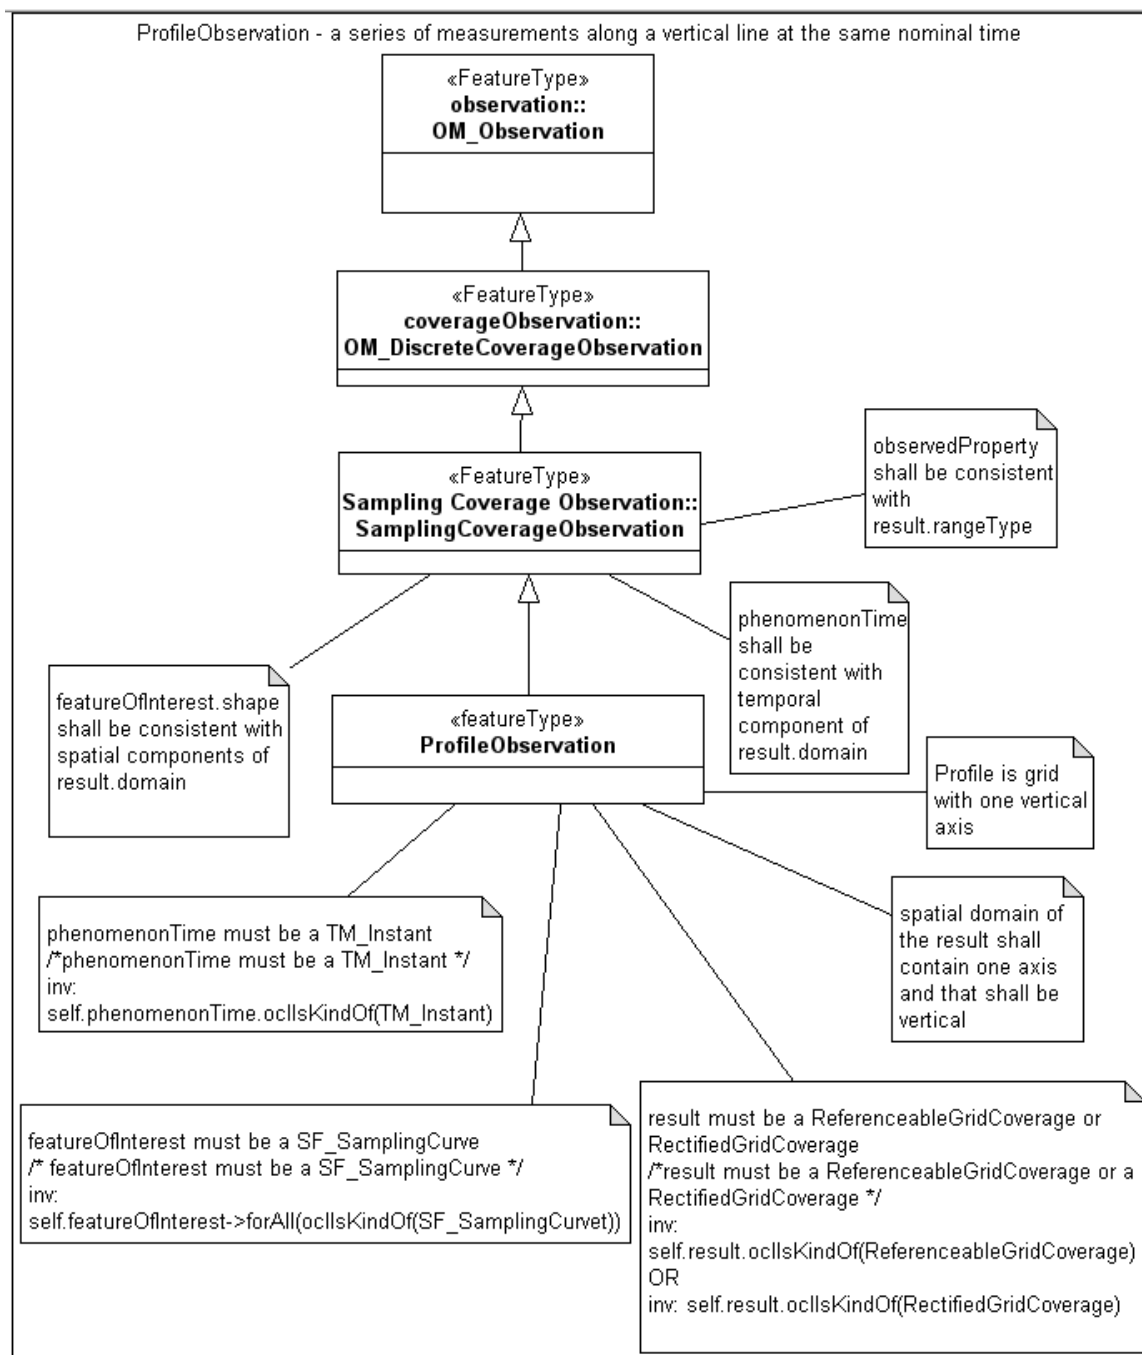 ProfileObservation - a series of measurements along a vertical line at the same nominal time
«FeatureType»
observation::
OM_Observation
«FeatureType»
coverageObservation::
OM_DiscreteCoverageObservation
«FeatureType»
Sampling Coverage Observation::
SamplingCoverageObservation
observedProperty
shall be consistent
with
result.rangeType
phenomenonTime
shall be
consistent with
temporal
component of
result.domain
featureOfInterest.shape
shall be consistent with
spatial components of
result.domain
«featureType»
ProfileObservation
Profile is grid
with one vertical
axis
spatial domain of
the result shall
contain one axis
and that shall be
vertical
phenomenonTime must be a TM_Instant
/*phenomenonTime must be a TM_Instant */
inv:
self.phenomenonTime.oclIsKindOf(TM_Instant)
featureOfInterest must be a SF_SamplingCurve
/* featureOfInterest must be a SF_SamplingCurve */
inv:
self.featureOfInterest->forAll(oclIsKindOf(SF_SamplingCurvet))
result must be a ReferenceableGridCoverage or
RectifiedGridCoverage
/*result must be a ReferenceableGridCoverage or a
RectifiedGridCoverage */
inv:
self.result.oclIsKindOf(ReferenceableGridCoverage)
OR
inv: self.result.oclIsKindOf(RectifiedGridCoverage)